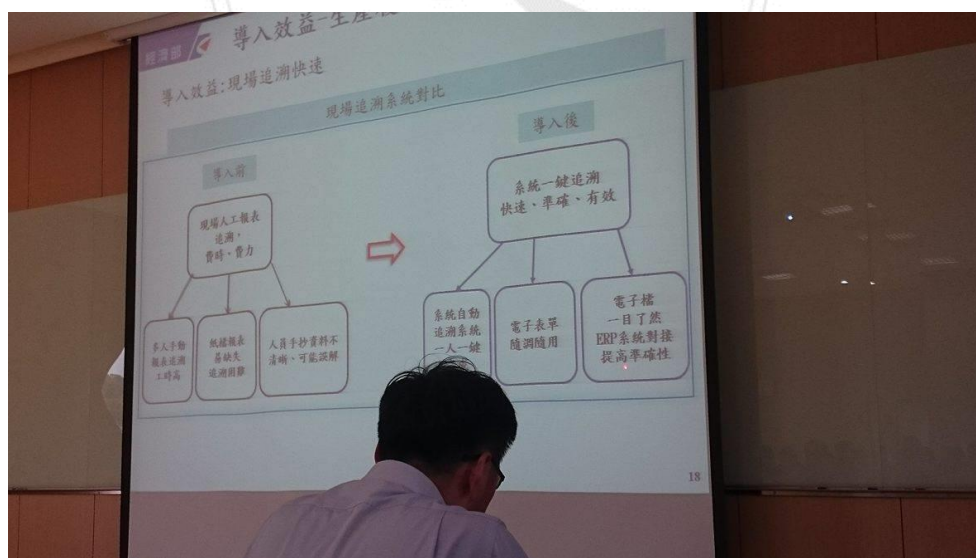 經濟部
導入效益-生產
導入效益:現場追溯快速
現場追溯系統對比
導入前
現場人工報表
追溯,
費時、費力
多人手動
報表追溯
工時高
紙檔報表
易缺失
追溯困難
人員手抄資料不
清晰、可能誤解
導入後
系統一鍵追溯
快速、準確、有效
系統自動
追溯系統
一人一鍵
電子表單
隨調隨用
電子檔
一目了然
ERP系統對接
提高準確性
18